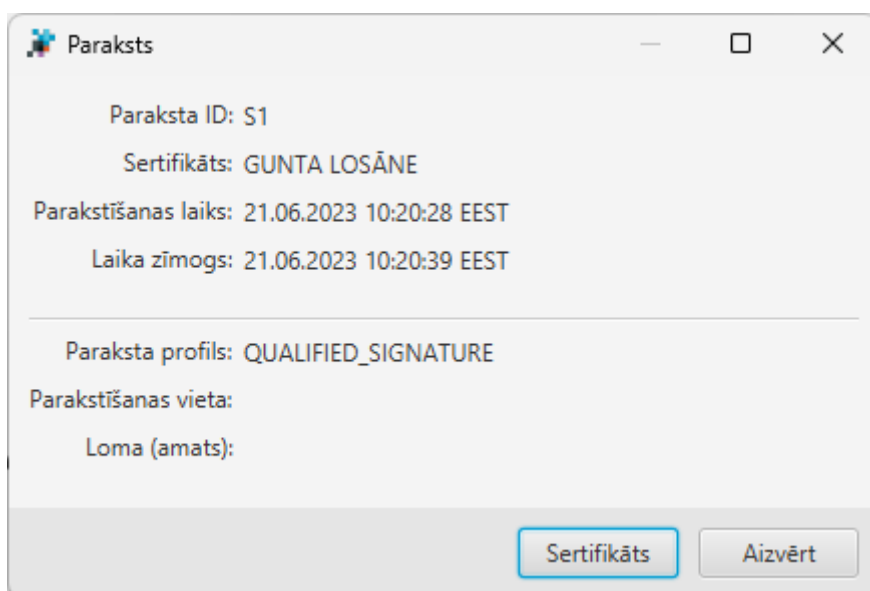 Paraksts
Paraksta ID: S1
Sertifikāts: GUNTA LOSĀNE
Parakstīšanas laiks: 21.06.2023 10:20:28 EEST
Laika zīmogs: 21.06.2023 10:20:39 EEST
Paraksta profils: QUALIFIED_SIGNATURE
Parakstīšanas vieta:
Loma (amats):
Sertifikāts Aizvērt